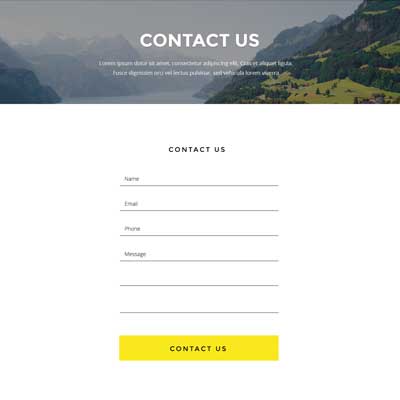 CONTACT US
Lorem ipsum dolor sit amet, consectetur adipiscing elit. Cras et aliquet ligula.
Fusce dignissim orci vel lectus pulvinar, sed vehicula lorem viverra.
CONTACT US
Name
Email
Phone
Message
CONTACT US